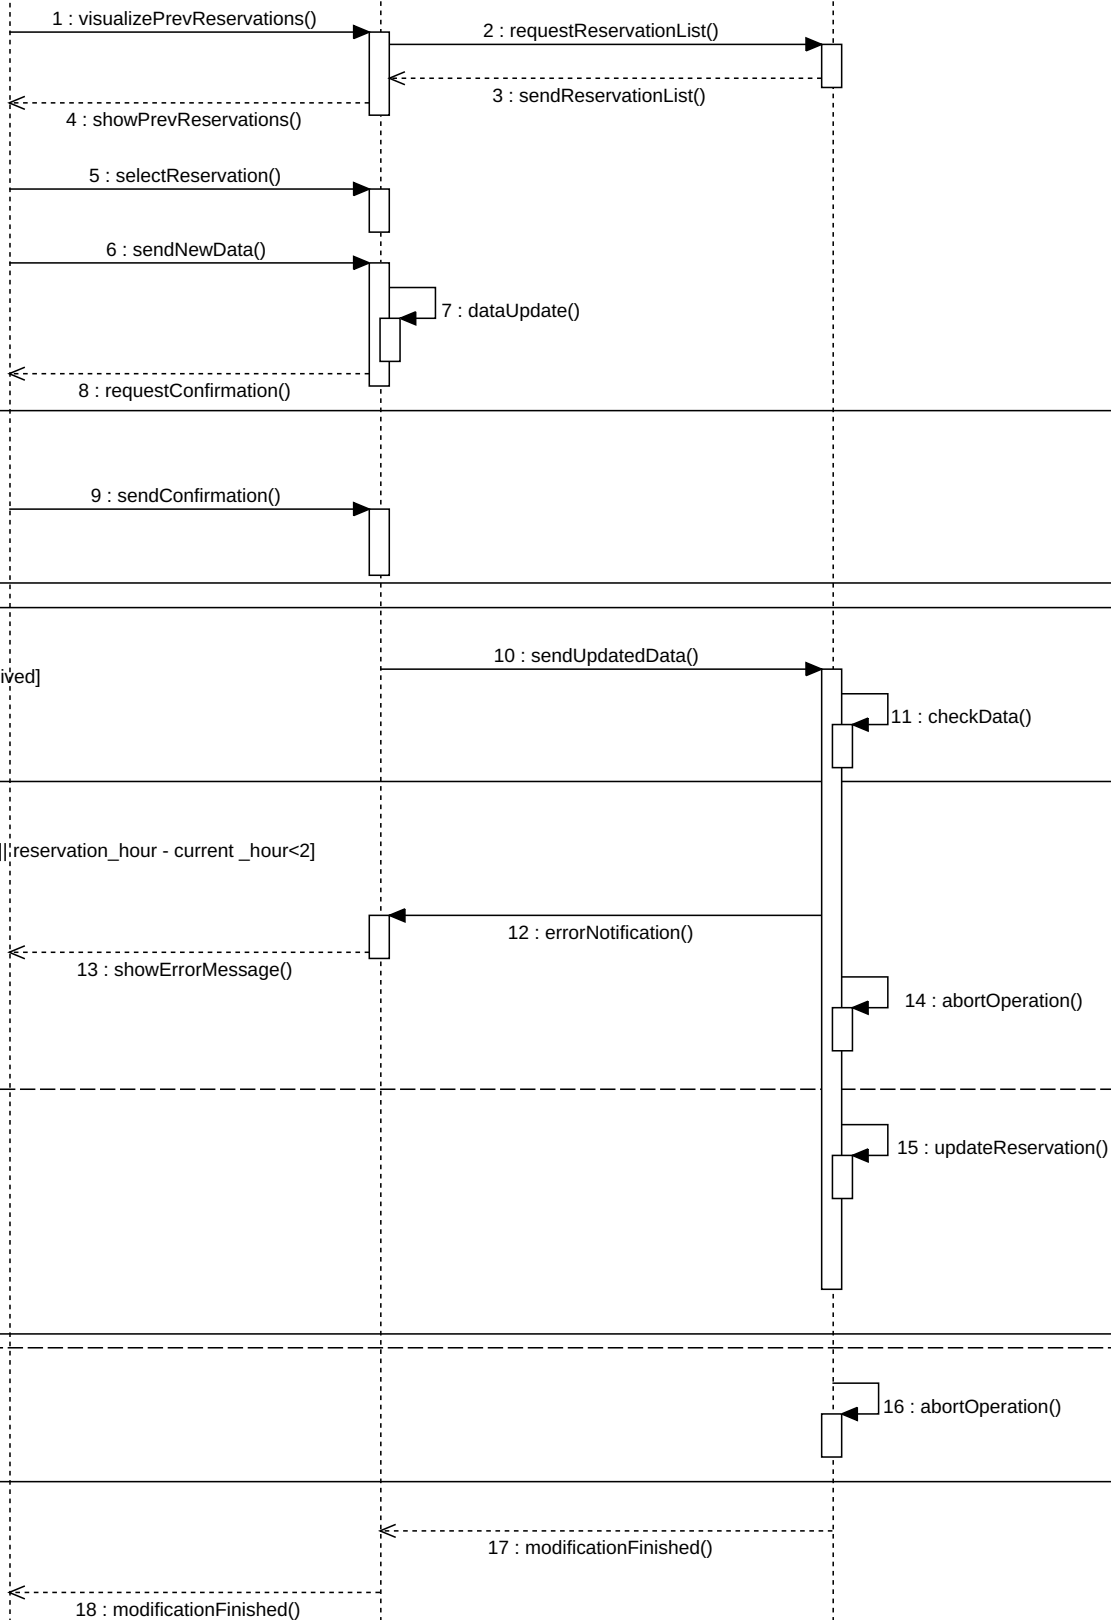 1 : visualizePrevReservations()
2 : requestReservationList()
3 : sendReservationList()
4 : showPrevReservations()
5 : selectReservation()
6 : sendNewData()
7 : dataUpdate()
8 : requestConfirmation()
9 : sendConfirmation()
10 : sendUpdatedData()
ived]
11 : checkData()
|| reservation_hour - current _hour<2]
12 : errorNotification()
13 : showErrorMessage()
14 : abortOperation()
15 : updateReservation()
16 : abortOperation()
17 : modificationFinished()
18 : modificationFinished()